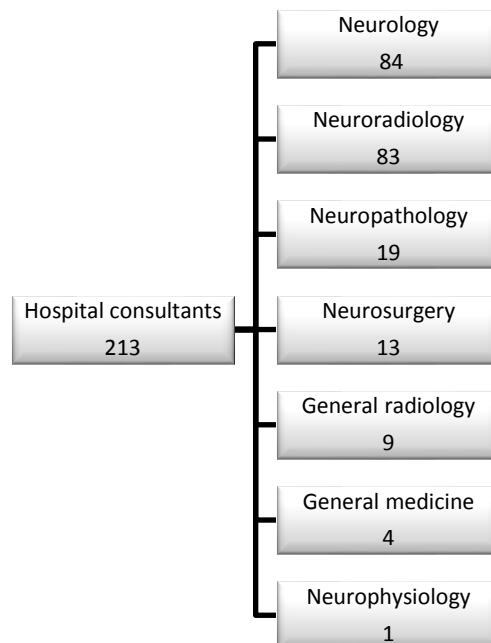 Neurology
84
Neuroradiology
83
Neuropathology
19
Hospital consultants
213
Neurosurgery
13
General radiology
9
General medicine
4
Neurophysiology
1